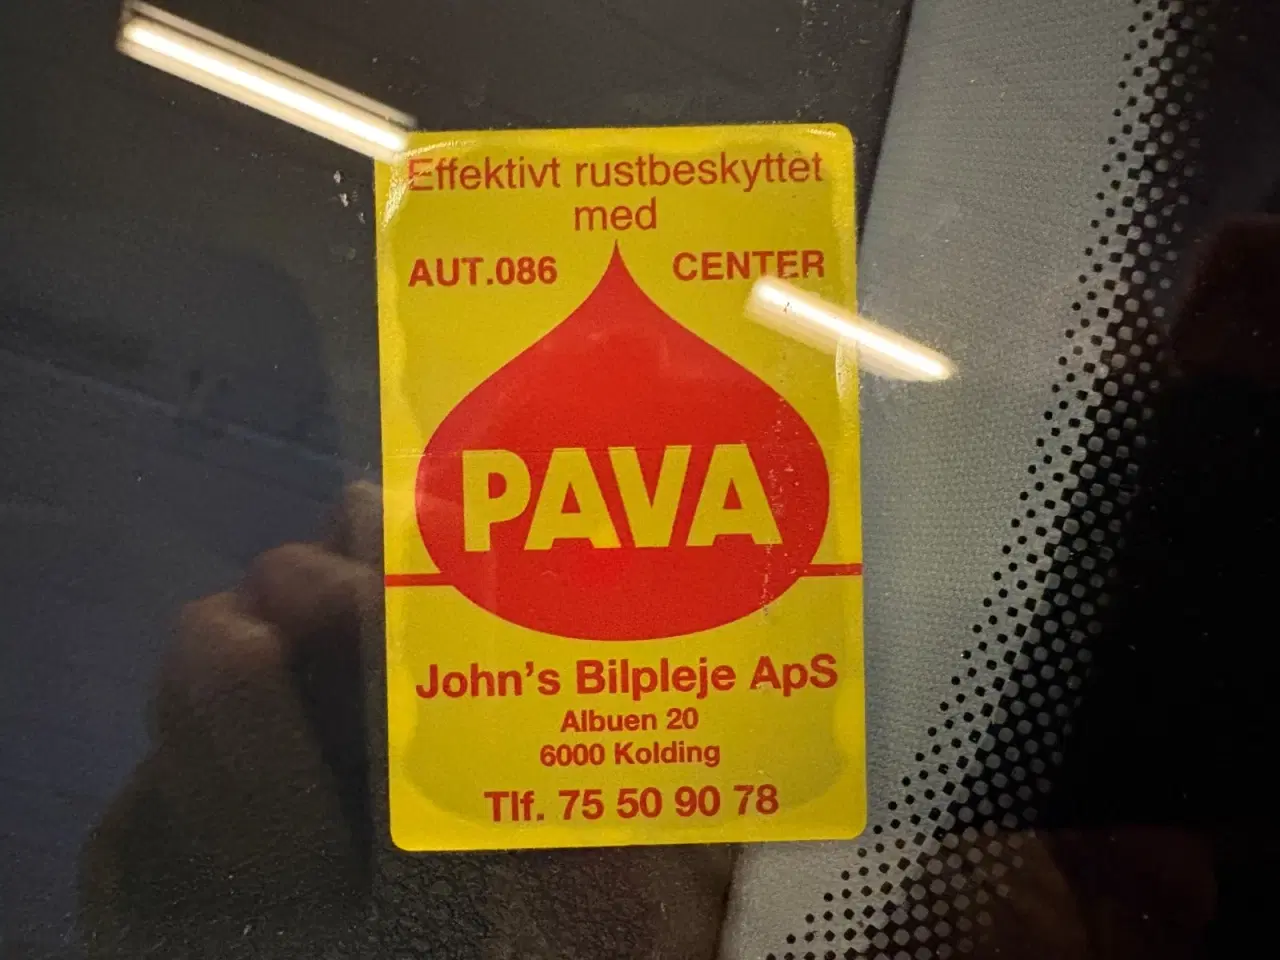 Effektivt rustbeskyttet
med
AUT.086 CENTER
PAVA
John's Bilpleje ApS
Albuen 20
6000 Kolding
Tlf. 75 50 90 78